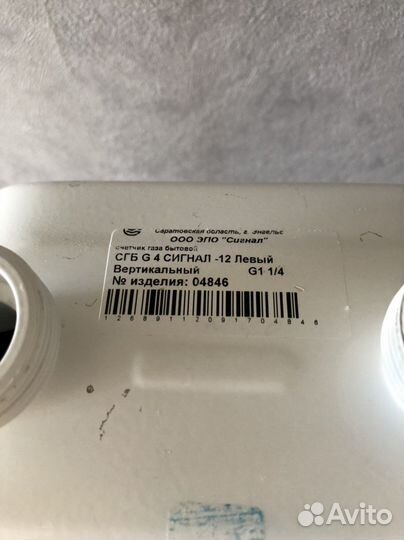 Саратовская область, г. Энгельс
ООО ЭПО "Сигнал"
счетчик газа бытовой
СГБ G 4 СИГНАЛ -12 Левый
Вертикальный G1 1/4
№ изделия: 04846
1268911209170４846
Avito